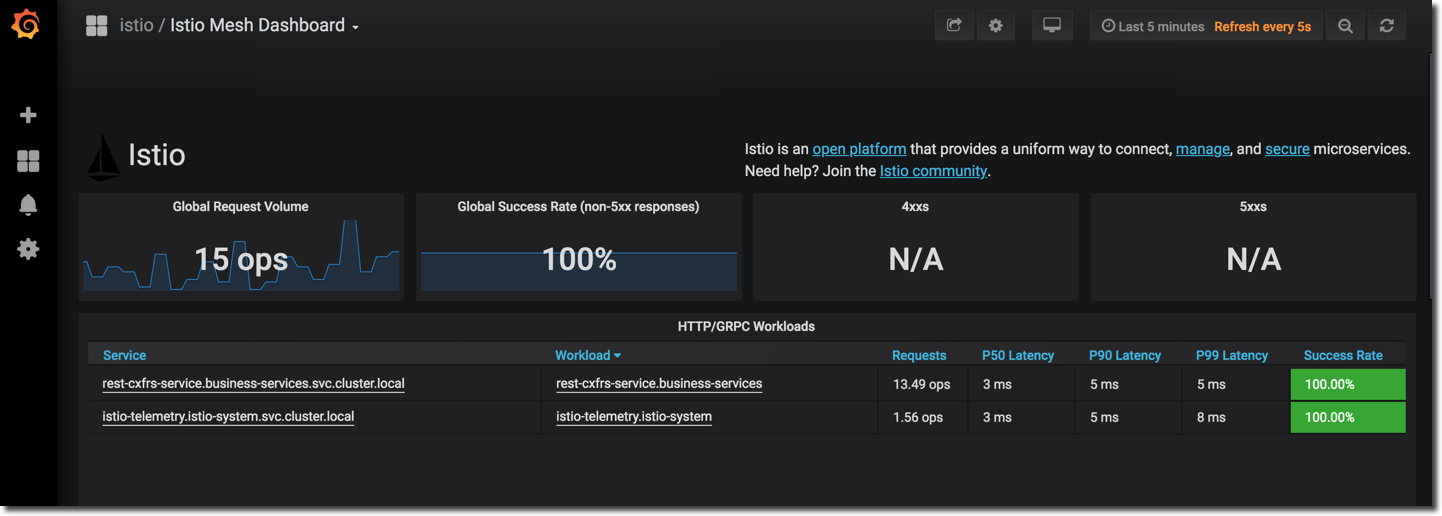 istio / Istio Mesh Dashboard
Last 5 minutes Refresh every 5s
Istio
Istio is an open platform that provides a uniform way to connect, manage, and secure microservices.
Need help? Join the Istio community.
Global Request Volume
15 ops
Global Success Rate (non-5xx responses)
100%
4xxs
N/A
5xxs
N/A
HTTP/GRPC Workloads
Service Workload Requests P50 Latency P90 Latency P99 Latency Success Rate
rest-cxfrs-service.business-services.svc.cluster.local rest-cxfrs-service.business-services 13.49 ops 3 ms 5 ms 5 ms 100.00%
istio-telemetry.istio-system.svc.cluster.local istio-telemetry.istio-system 1.56 ops 3 ms 5 ms 8 ms 100.00%